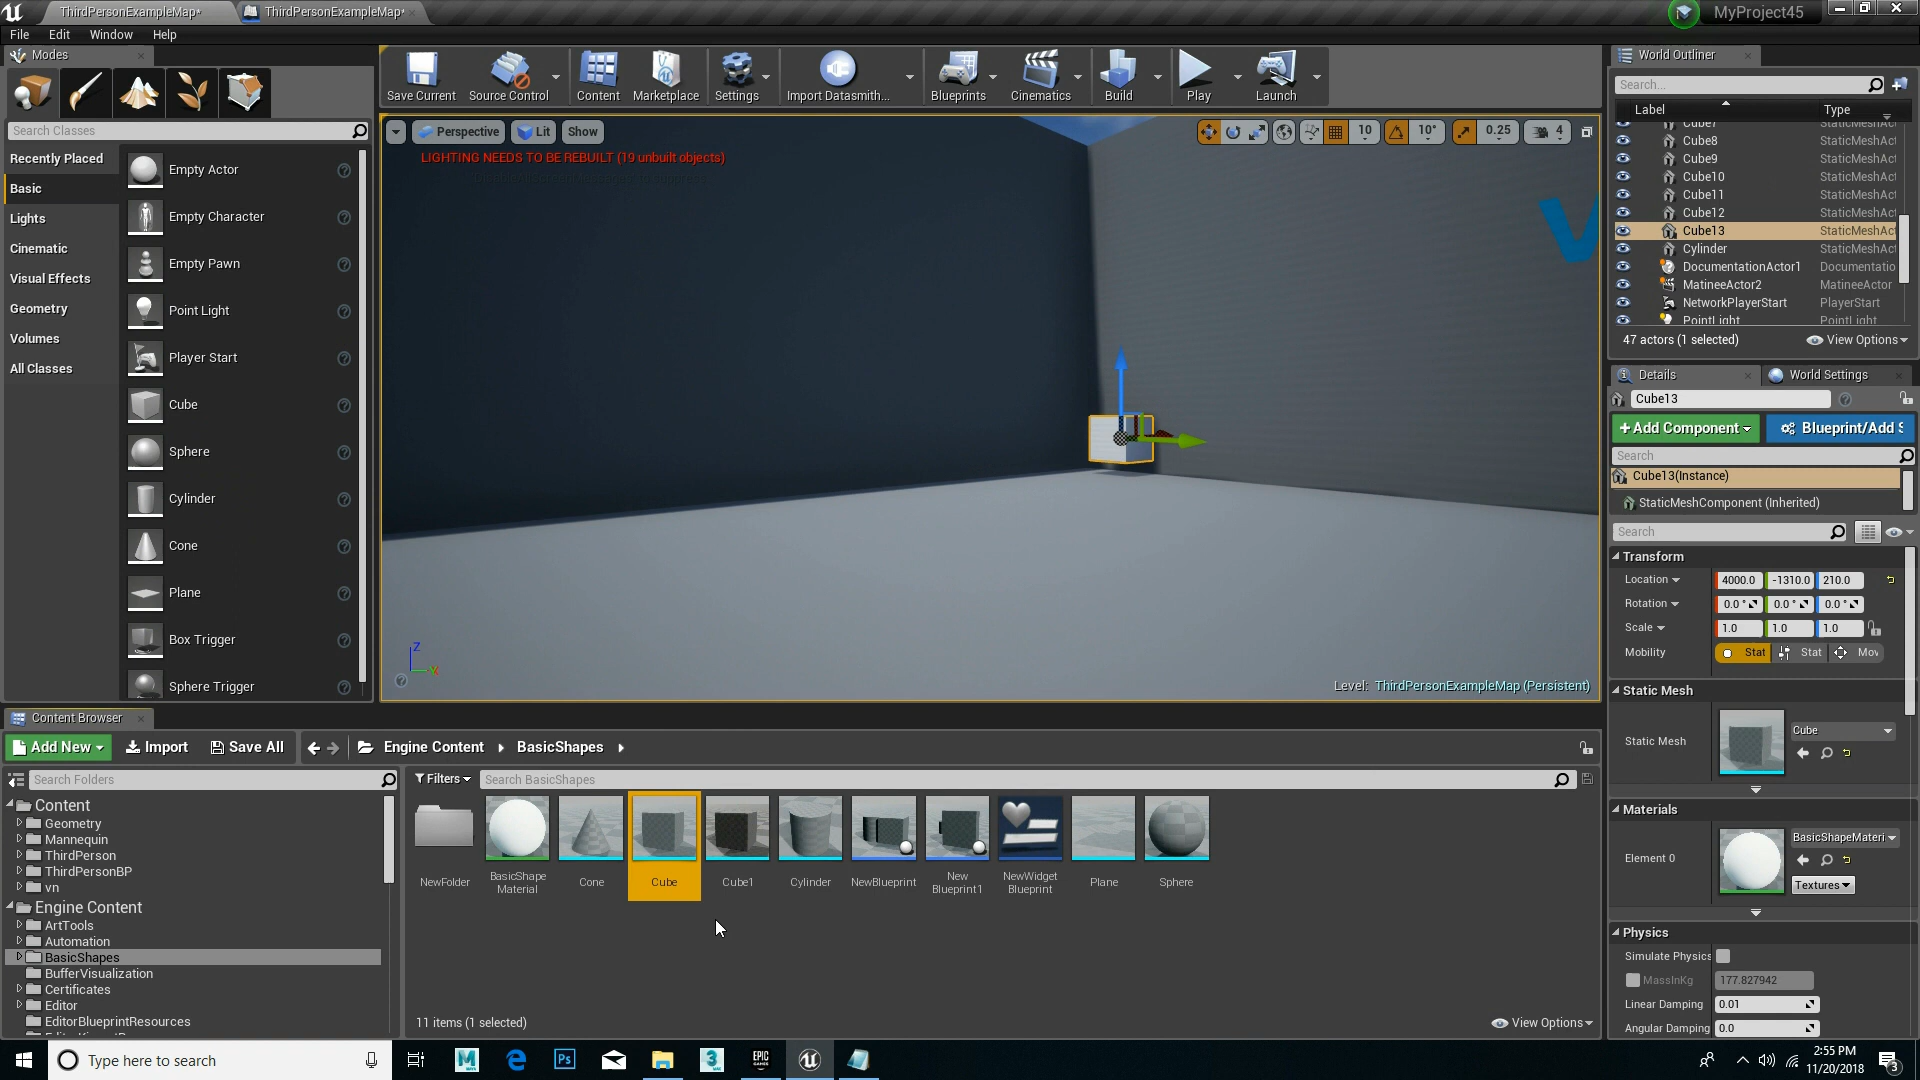 ThirdPersonExampleMap*
ThirdPersonExampleMap*
MyProject45
File Edit Window Help
Modes
Search Classes
Recently Placed
Basic
Lights
Cinematic
Visual Effects
Geometry
Volumes
All Classes
Empty Actor
Empty Character
Empty Pawn
Point Light
Player Start
Cube
Sphere
Cylinder
Cone
Plane
Box Trigger
Sphere Trigger
Save Current
Source Control
Content
Marketplace
Settings
Import Datasmith...
Blueprints
Cinematics
Build
Play
Launch
Perspective Lit Show
10 10° 0.25 4
LIGHTING NEEDS TO BE REBUILT (19 unbuilt objects)
Z
Level: ThirdPersonExampleMap (Persistent)
World Outliner
Search...
Label Type
Cube7 StaticMeshAct
Cube8 StaticMeshAct
Cube9 StaticMeshAct
Cube10 StaticMeshAct
Cube11 StaticMeshAct
Cube12 StaticMeshAct
Cube13 StaticMeshAct
Cylinder StaticMeshAct
DocumentationActor1 Documentatio
MatineeActor2 MatineeActor
NetworkPlayerStart PlayerStart
PointLight PointLight
47 actors (1 selected) View Options
Details World Settings
Cube13
+Add Component Blueprint/Add S
Search
Cube13(Instance)
StaticMeshComponent (Inherited)
Search
Transform
Location 4000.0 -1310.0 210.0
Rotation 0.0 ° 0.0 ° 0.0 °
Scale 1.0 1.0 1.0
Mobility Stat Stat Mov
Static Mesh
Static Mesh Cube
Materials
Element 0 BasicShapeMateri
Textures
Physics
Simulate Physics
MassInKg 177.827942
Linear Damping 0.01
Angular Damping 0.0
Content Browser
Add New Import Save All Engine Content BasicShapes
Search Folders
Content
Geometry
Mannequin
ThirdPerson
ThirdPersonBP
vn
Engine Content
ArtTools
Automation
BasicShapes
BufferVisualization
Certificates
Editor
EditorBlueprintResources
Filters Search BasicShapes
NewFolder
BasicShape
Material
Cone
Cube
Cube1
Cylinder
NewBlueprint
New
Blueprint1
NewWidget
Blueprint
Plane
Sphere
11 items (1 selected) View Options
Type here to search
M
Ps
3
EPIC
GAMES
2:55 PM
11/20/2018
3